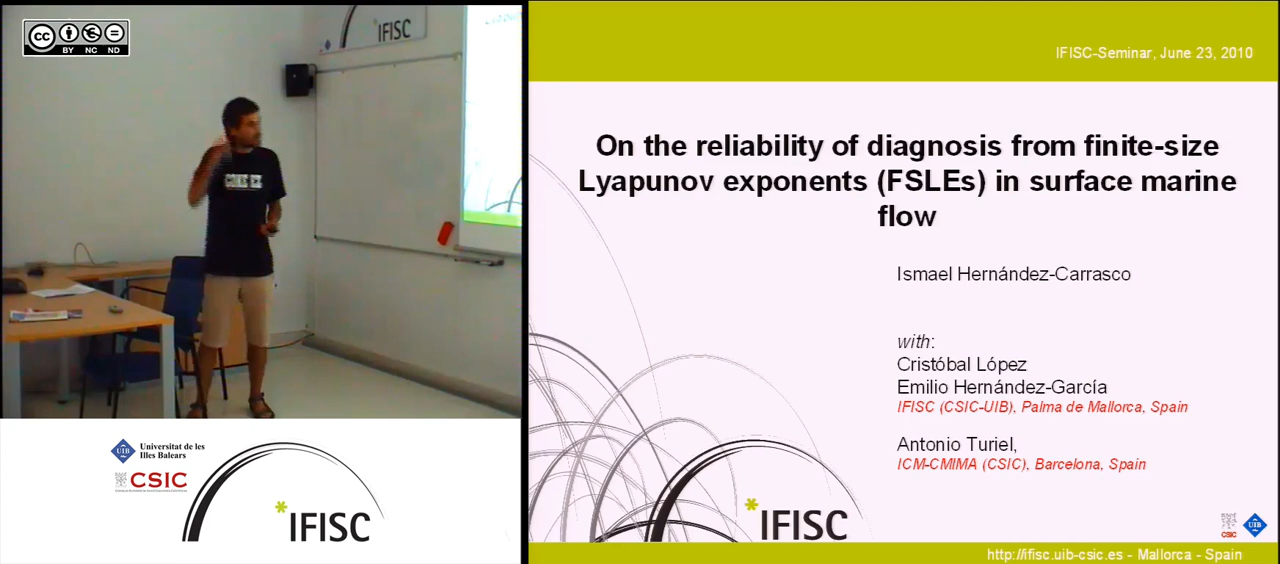 cc
BY NC ND
IFISC
IFISC-Seminar, June 23, 2010
On the reliability of diagnosis from finite-size
Lyapunov exponents (FSLEs) in surface marine
flow
Ismael Hernández-Carrasco
with:
Cristóbal López
Emilio Hernández-García
IFISC (CSIC-UIB), Palma de Mallorca, Spain
Antonio Turiel,
ICM-CMIMA (CSIC), Barcelona, Spain
UIB
Universitat de les
Illes Balears
CSIC
*IFISC
*IFISC
CSIC
UIB
http://ifisc.uib-csic.es - Mallorca - Spain